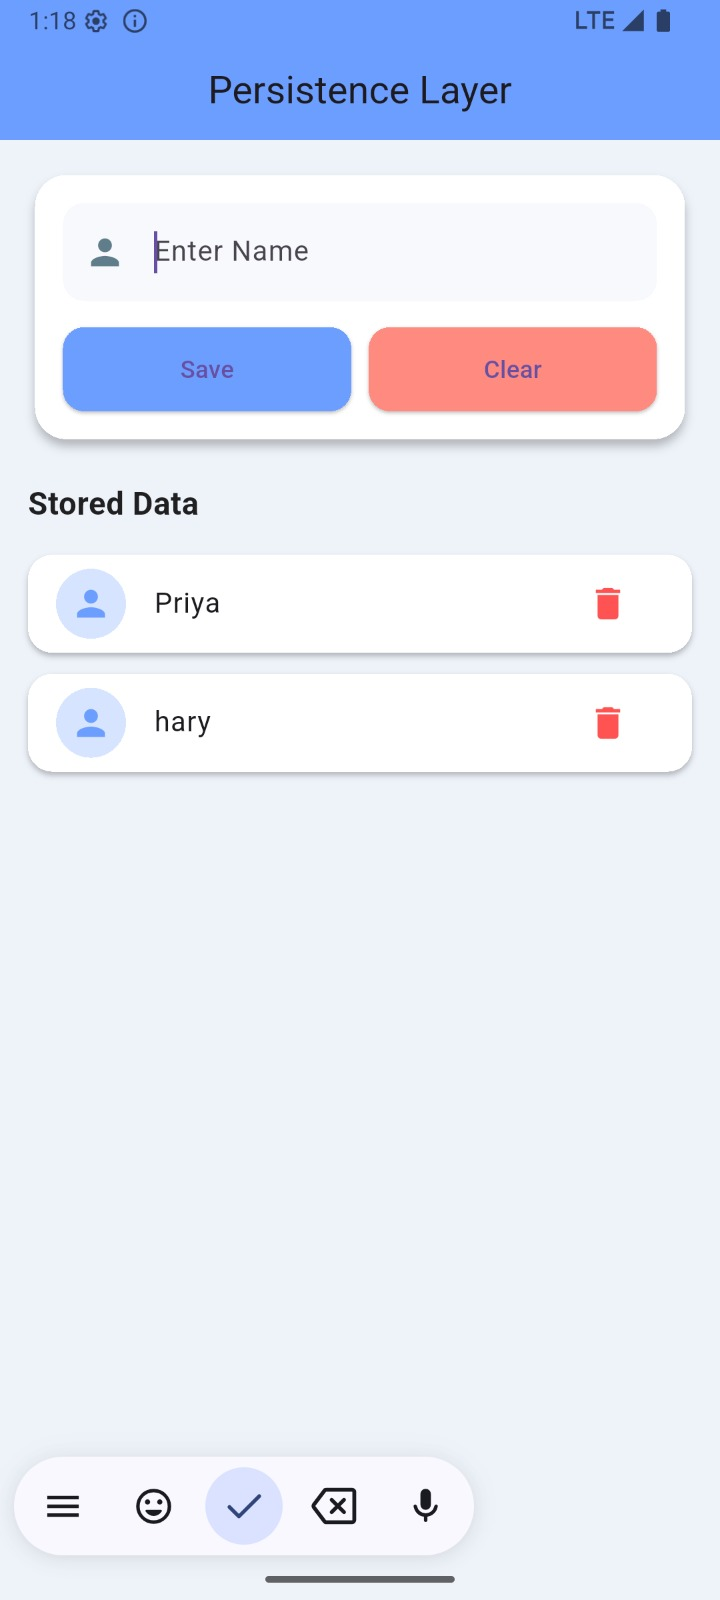 1:18 LTE
Persistence Layer
Enter Name
Save Clear
Stored Data
Priya
hary